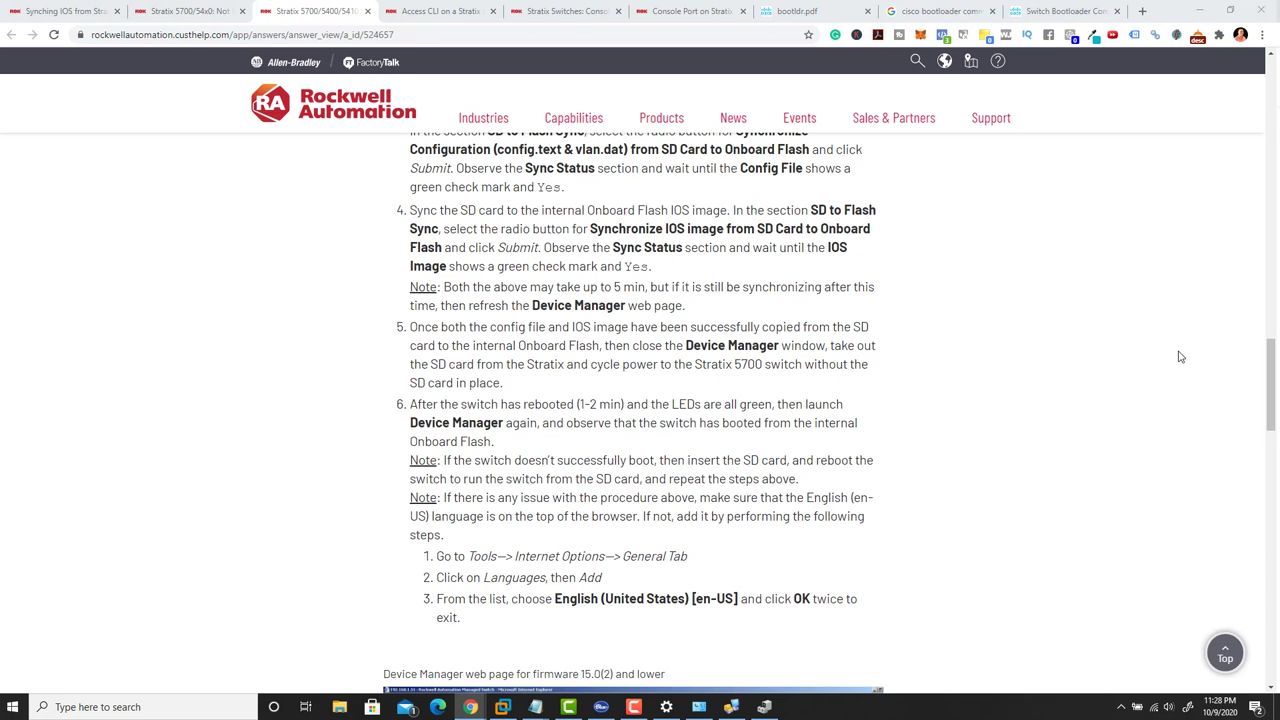 Synching IOS from Stra
Stratix 5700/54x0: Not
Stratix 5700/5400/5410
Access CLI on a Stratix
Stratix Switches: Conso
Console Port on Stratix
bootldr.pdf
cisco bootloader comm
Switch Bootloader Com
rockwellautomation.custhelp.com/app/answers/answer_view/a_id/524657
Allen-Bradley
FactoryTalk
Rockwell
Automation
Industries
Capabilities
Products
News
Events
Sales & Partners
Support
In the section SD to Flash Sync, select the radio button for Synchronize
Configuration (config.text & vlan.dat) from SD Card to Onboard Flash and click
Submit. Observe the Sync Status section and wait until the Config File shows a
green check mark and Yes.
4. Sync the SD card to the internal Onboard Flash IOS image. In the section SD to Flash
Sync, select the radio button for Synchronize IOS image from SD Card to Onboard
Flash and click Submit. Observe the Sync Status section and wait until the IOS
Image shows a green check mark and Yes.
Note: Both the above may take up to 5 min, but if it is still be synchronizing after this
time, then refresh the Device Manager web page.
5. Once both the config file and IOS image have been successfully copied from the SD
card to the internal Onboard Flash, then close the Device Manager window, take out
the SD card from the Stratix and cycle power to the Stratix 5700 switch without the
SD card in place.
6. After the switch has rebooted (1-2 min) and the LEDs are all green, then launch
Device Manager again, and observe that the switch has booted from the internal
Onboard Flash.
Note: If the switch doesn't successfully boot, then insert the SD card, and reboot the
switch to run the switch from the SD card, and repeat the steps above.
Note: If there is any issue with the procedure above, make sure that the English (en-
US) language is on the top of the browser. If not, add it by performing the following
steps.
1. Go to Tools—> Internet Options—> General Tab
2. Click on Languages, then Add
3. From the list, choose English (United States) [en-US] and click OK twice to
exit.
Top
Device Manager web page for firmware 15.0(2) and lower
Type here to search
11:28 PM
10/9/2020